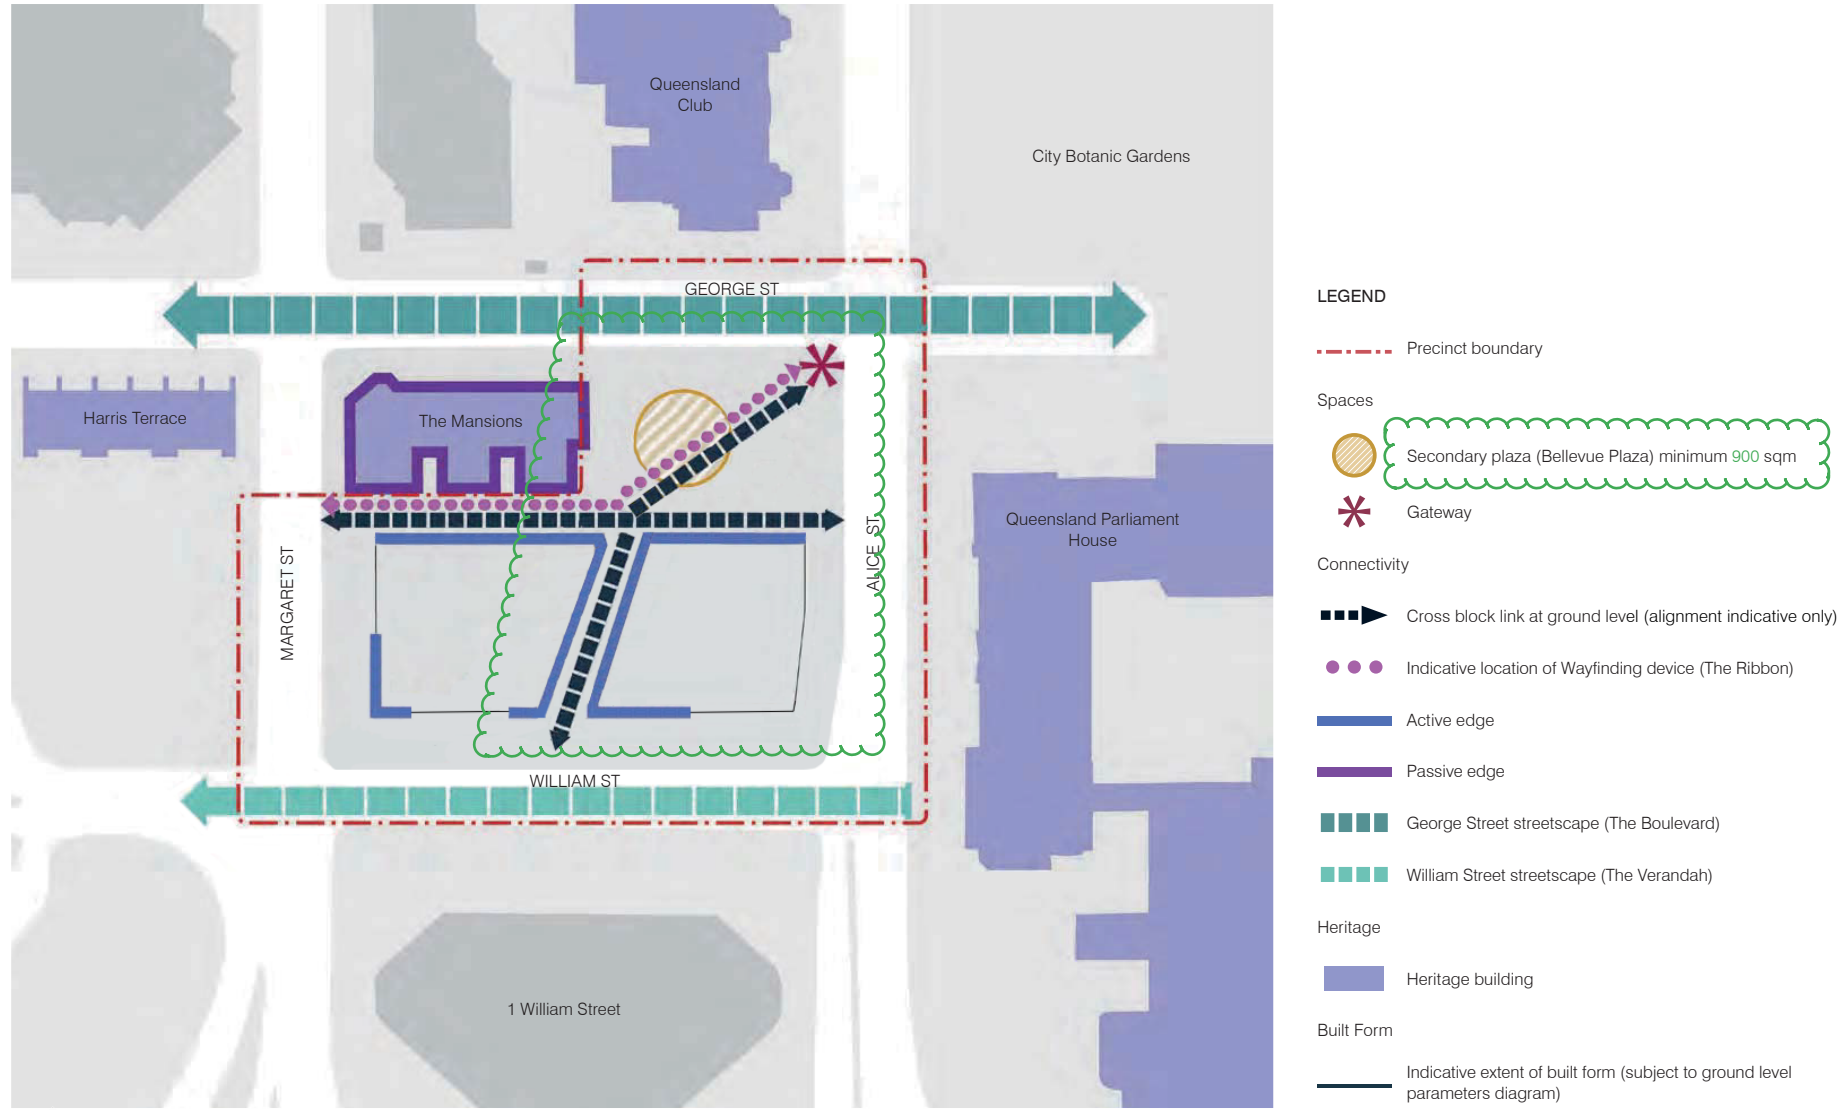 Queensland
Club
City Botanic Gardens
GEORGE ST
Harris Terrace
The Mansions
Queensland Parliament
House
MARGARET ST
ALICE ST
WILLIAM ST
1 William Street
LEGEND
Precinct boundary
Spaces
Secondary plaza (Bellevue Plaza) minimum 900 sqm
Gateway
Connectivity
Cross block link at ground level (alignment indicative only)
Indicative location of Wayfinding device (The Ribbon)
Active edge
Passive edge
George Street streetscape (The Boulevard)
William Street streetscape (The Verandah)
Heritage
Heritage building
Built Form
Indicative extent of built form (subject to ground level
parameters diagram)